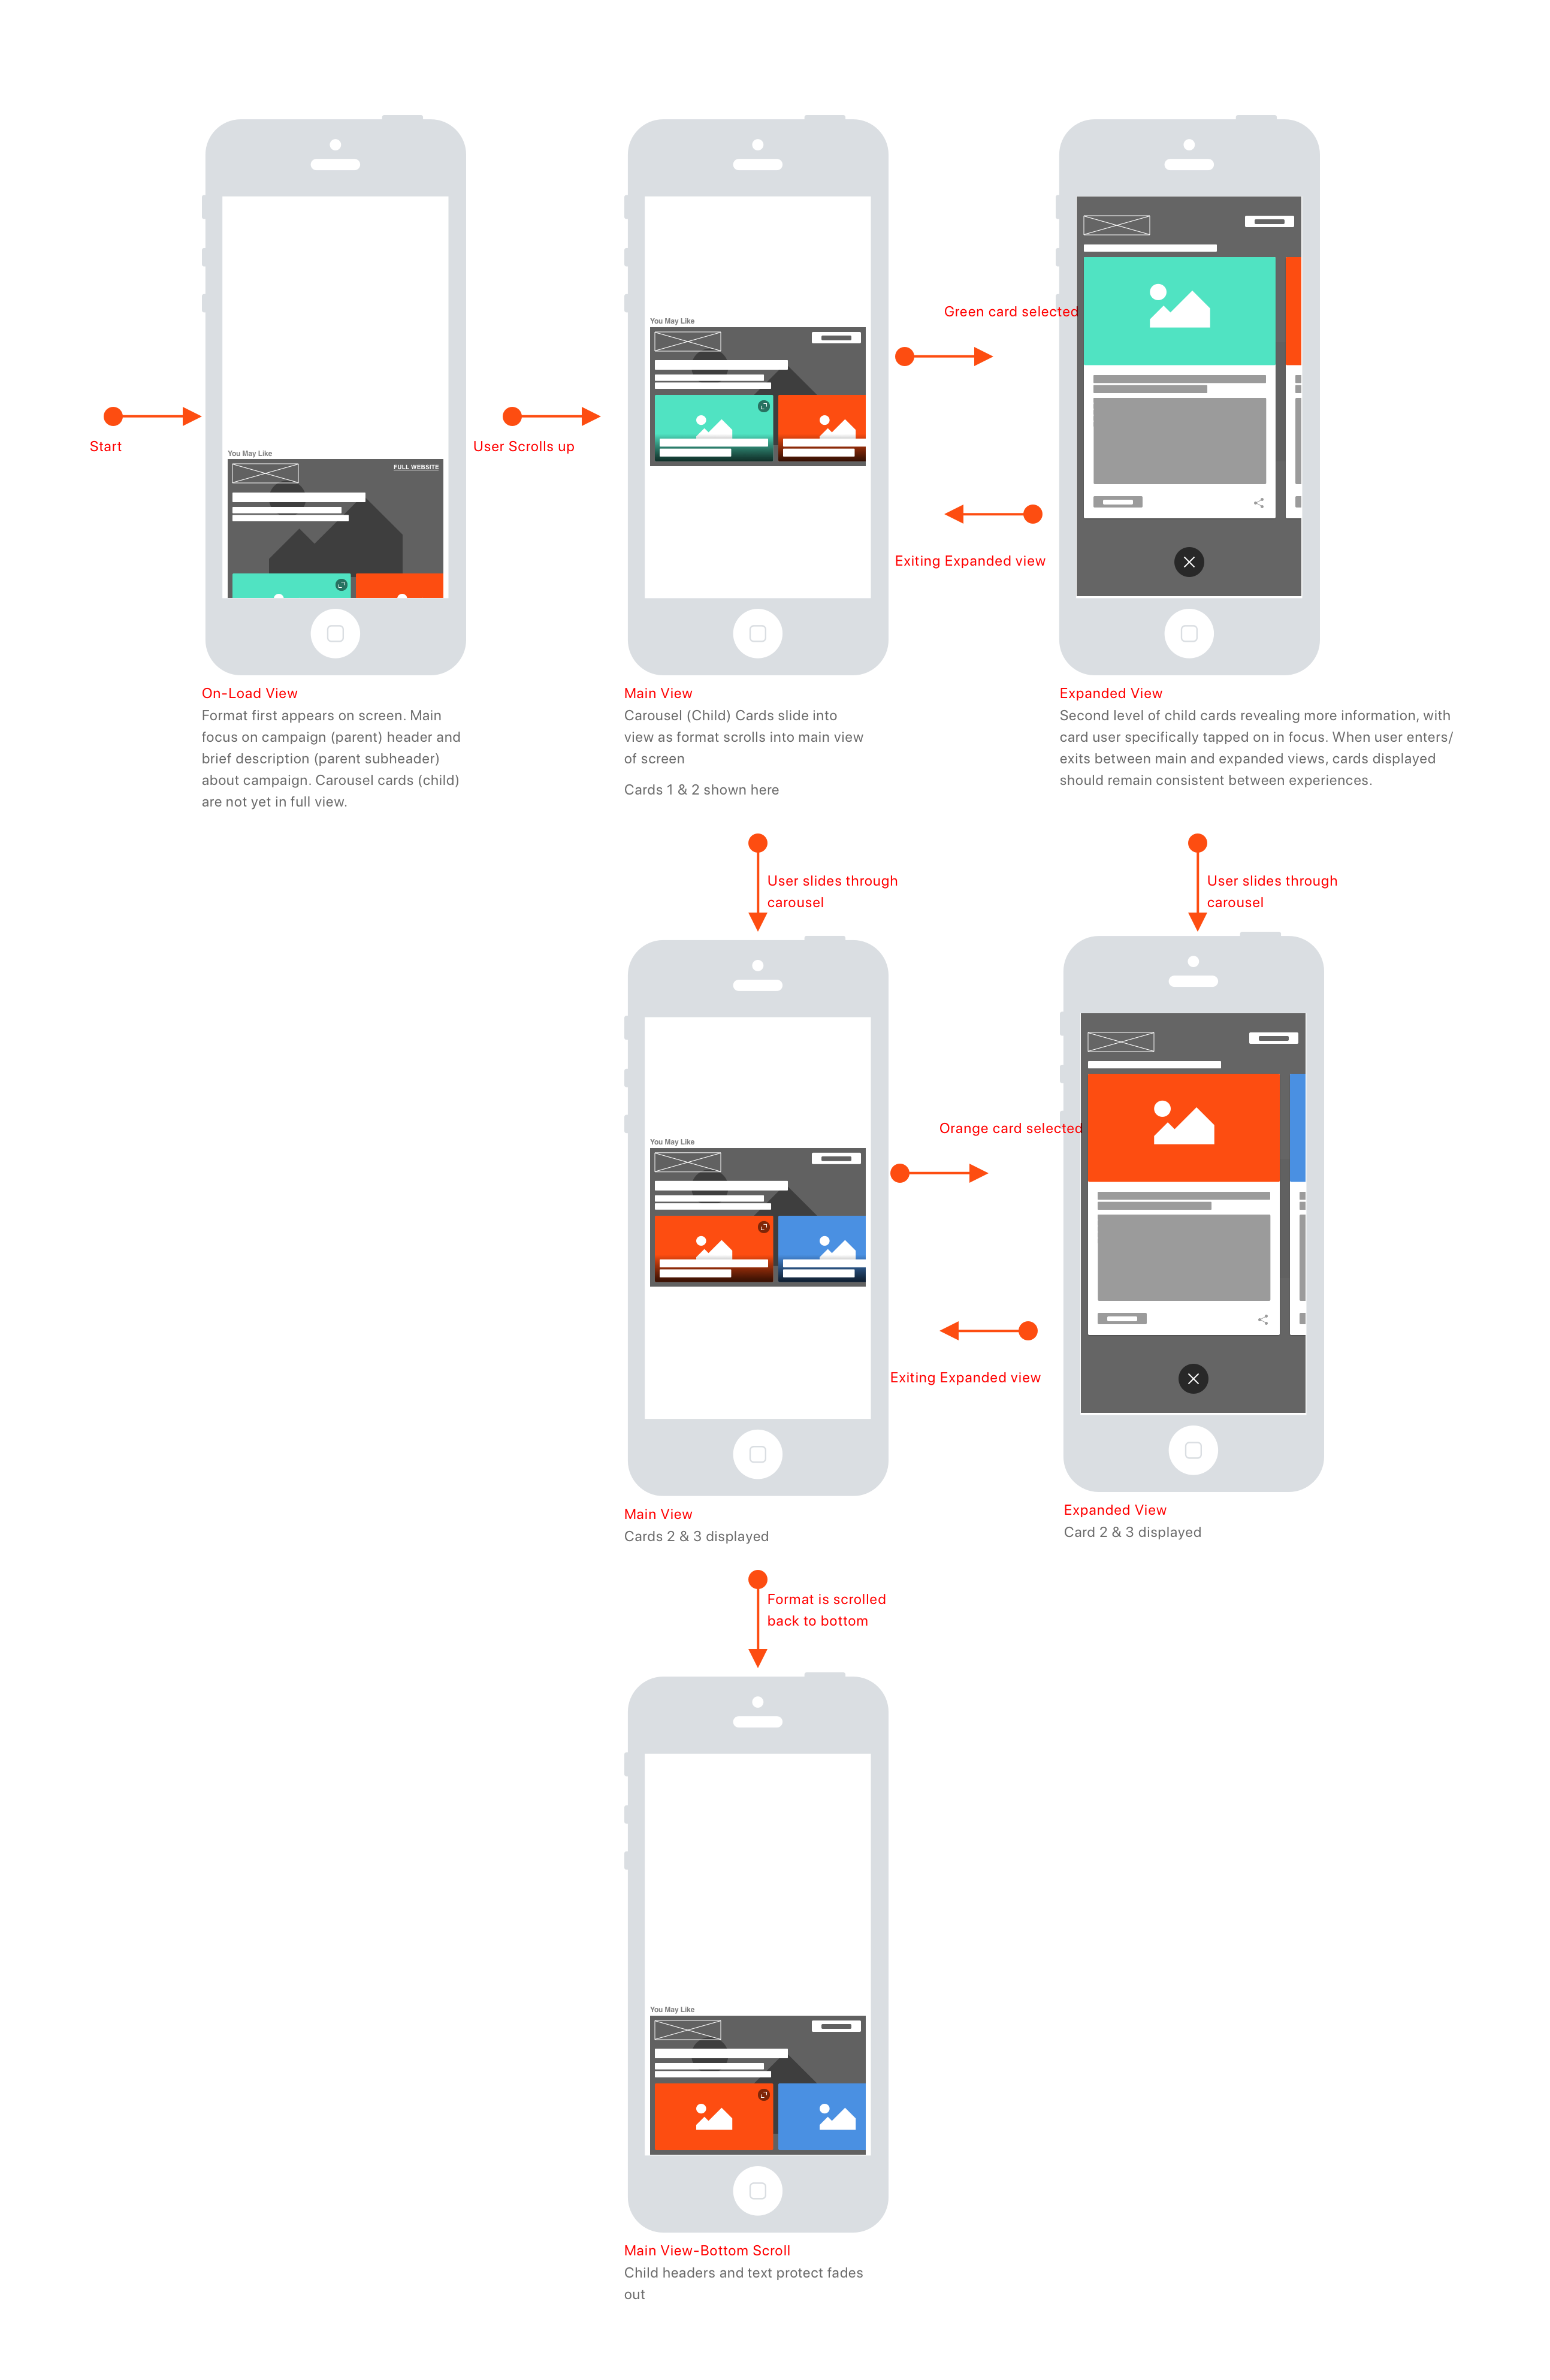 Start
You May Like
FULL WEBSITE
On-Load View
Format first appears on screen. Main
focus on campaign (parent) header and
brief description (parent subheader)
about campaign. Carousel cards (child)
are not yet in full view.
User Scrolls up
You May Like
Main View
Carousel (Child) Cards slide into
view as format scrolls into main view
of screen
Cards 1 & 2 shown here
Green card selected
Exiting Expanded view
Expanded View
Second level of child cards revealing more information, with
card user specifically tapped on in focus. When user enters/
exits between main and expanded views, cards displayed
should remain consistent between experiences.
User slides through
carousel
User slides through
carousel
You May Like
Orange card selected
Exiting Expanded view
Main View
Cards 2 & 3 displayed
Expanded View
Card 2 & 3 displayed
Format is scrolled
back to bottom
You May Like
Main View-Bottom Scroll
Child headers and text protect fades
out